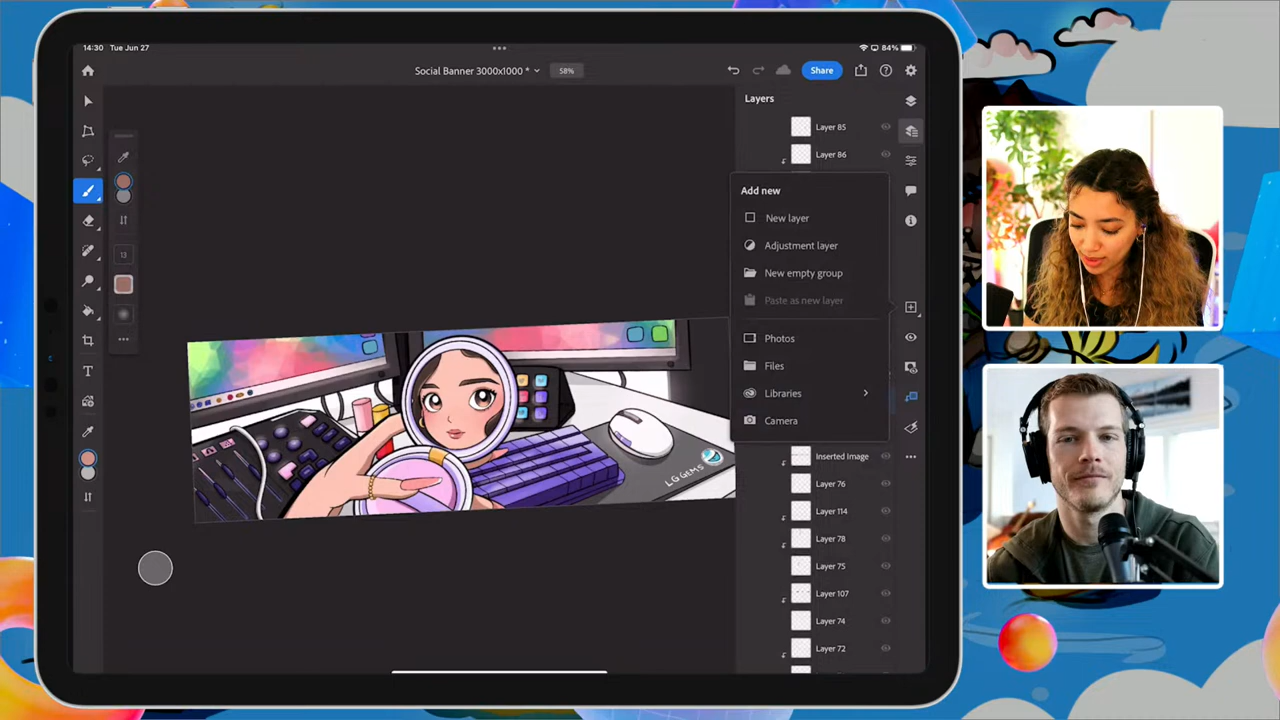 14:30 Tue Jun 27
84%
Social Banner 3000x1000 *
58%
Share
Layers
Layer 85
Layer 86
Add new
New layer
Adjustment layer
New empty group
Paste as new layer
Photos
Files
Libraries
Camera
13
LG GEMS
Inserted Image
Layer 76
Layer 114
Layer 78
Layer 75
Layer 107
Layer 74
Layer 72